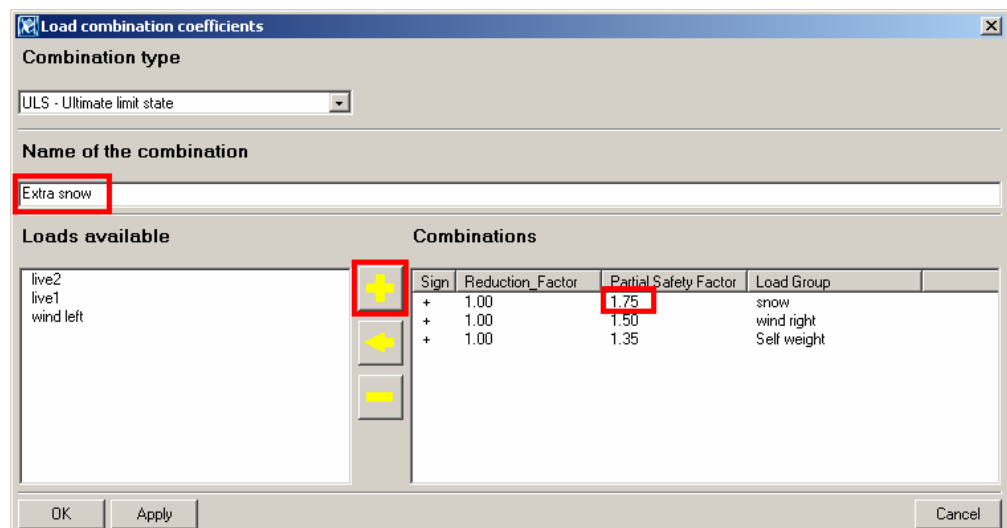 Load combination coefficients
Combination type
ULS - Ultimate limit state
Name of the combination
Extra snow
Loads available
live2
live1
wind left
Combinations
Sign Reduction_Factor Partial Safety Factor Load Group
+ 1.00 1.75 snow
+ 1.00 1.50 wind right
+ 1.00 1.35 Self weight
OK Apply Cancel